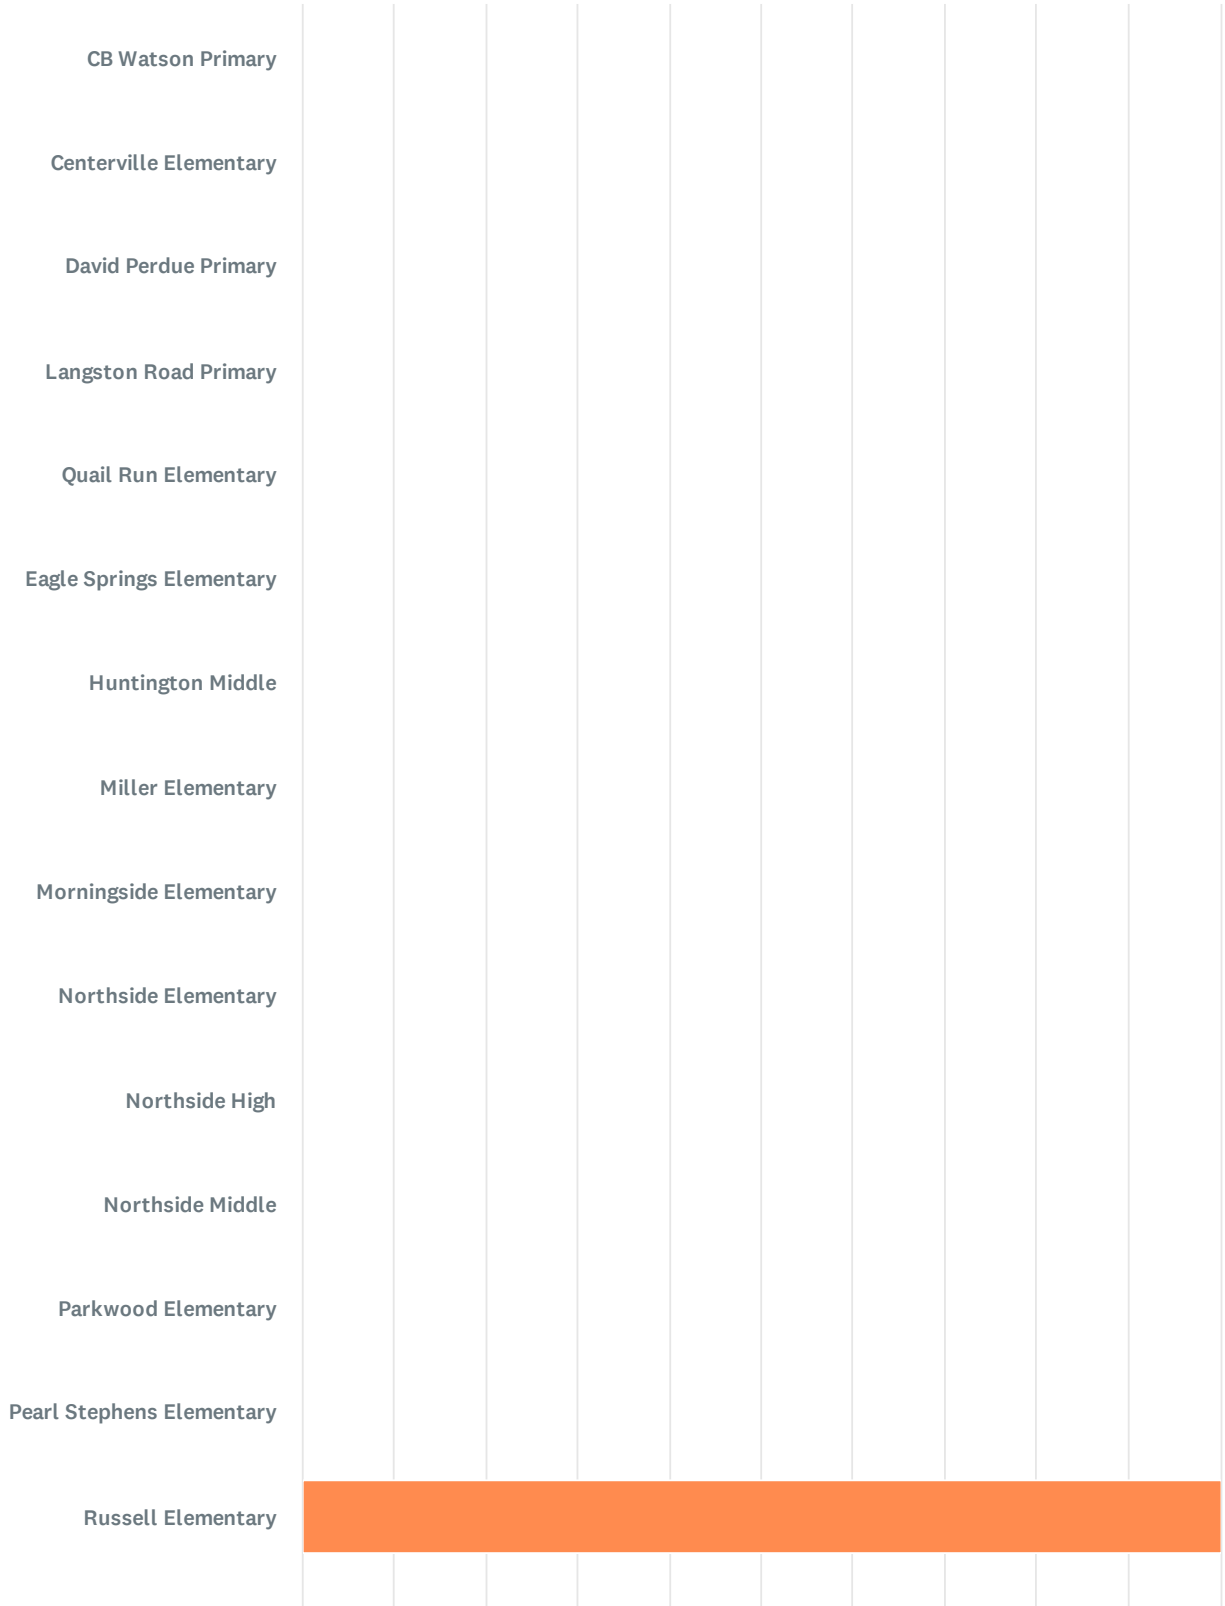 CB Watson Primary
Centerville Elementary
David Perdue Primary
Langston Road Primary
Quail Run Elementary
Eagle Springs Elementary
Huntington Middle
Miller Elementary
Morningside Elementary
Northside Elementary
Northside High
Northside Middle
Parkwood Elementary
Pearl Stephens Elementary
Russell Elementary